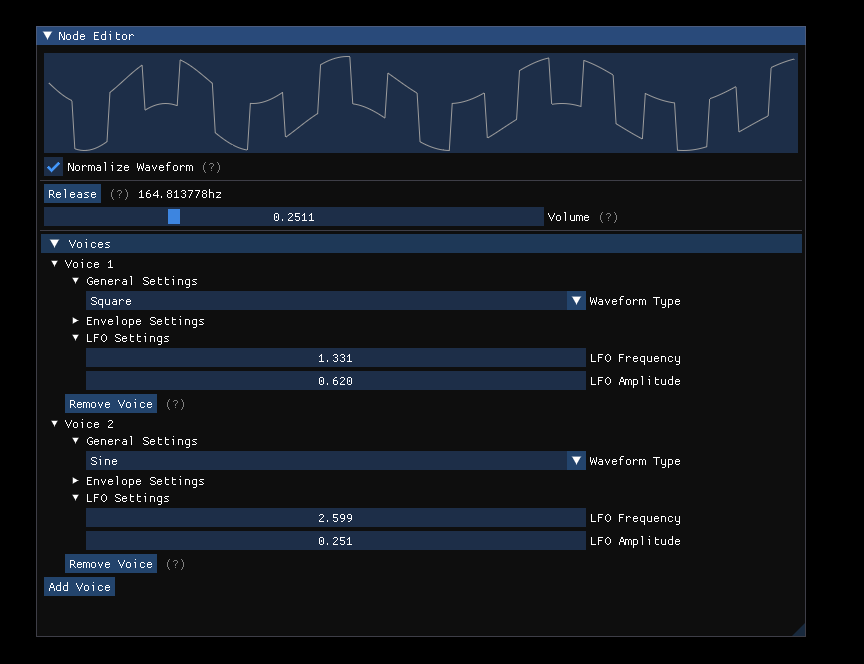 Node Editor
Normalize Waveform (?)
Release (?) 164.813778hz
0.2511 Volume (?)
Voices
Voice 1
General Settings
Square Waveform Type
Envelope Settings
LFO Settings
1.331 LFO Frequency
0.620 LFO Amplitude
Remove Voice (?)
Voice 2
General Settings
Sine Waveform Type
Envelope Settings
LFO Settings
2.599 LFO Frequency
0.251 LFO Amplitude
Remove Voice (?)
Add Voice